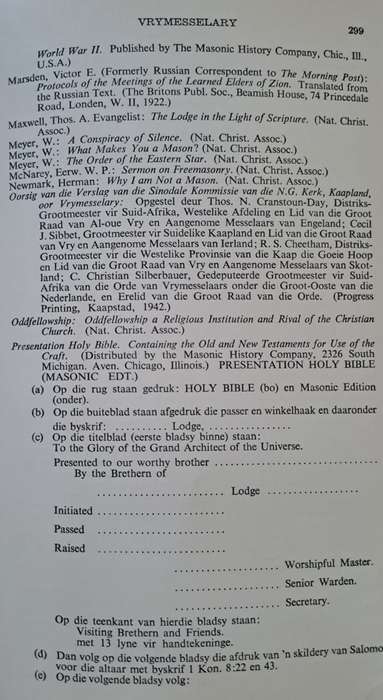 VRYMESSELARY
299
World War II. Published by The Masonic History Company, Chic., Ill.,
U.S.A.)
Marsden, Victor E. (Formerly Russian Correspondent to The Morning Post):
Protocols of the Meetings of the Learned Elders of Zion. Translated from
the Russian Text. (The Britons Publ. Soc., Beamish House, 74 Princedale
Road, Londen, W. II, 1922.)
Maxwell, Thos. A. Evangelist: The Lodge in the Light of Scripture. (Nat. Christ.
Assoc.)
Meyer, W.: A Conspiracy of Silence. (Nat. Christ. Assoc.)
Meyer, W.: What Makes You a Mason? (Nat. Christ. Assoc.)
Meyer, W.: The Order of the Eastern Star. (Nat. Christ. Assoc.)
McNarey, Eerw. W. P.: Sermon on Freemasonry. (Nat. Christ. Assoc.)
Newmark, Herman: Why I am Not a Mason. (Nat. Christ. Assoc.)
Oorsig van die Verslag van die Sinodale Kommissie van die N.G. Kerk, Kaapland,
oor Vrymesselary: Opgestel deur Thos. N. Cranstoun-Day, Distriks-
Grootmeester vir Suid-Afrika, Westelike Afdeling en Lid van die Groot
Raad van Al-oue Vry en Aangenome Messelaars van Engeland; Cecil
J. Sibbet, Grootmeester vir Suidelike Kaapland en Lid van die Groot Raad
van Vry en Aangenome Messelaars van Ierland; R. S. Cheetham, Distriks-
Grootmeester vir die Westelike Provinsie van die Kaap die Goeie Hoop
en Lid van die Groot Raad van Vry en Aangenome Messelaars van Skot-
land; C. Christian Silberbauer, Gedeputeerde Grootmeester vir Suid-
Afrika van die Orde van Vrymesselaars onder die Groot-Ooste van die
Nederlande, en Erelid van die Groot Raad van die Orde. (Progress
Printing, Kaapstad, 1942.)
Oddfellowship: Oddfellowship a Religious Institution and Rival of the Christian
Church. (Nat. Christ. Assoc.)
Presentation Holy Bible. Containing the Old and New Testaments for Use of the
Craft. (Distributed by the Masonic History Company, 2326 South
Michigan. Aven. Chicago, Illinois.) PRESENTATION HOLY BIBLE
(MASONIC EDT.)
(a) Op die rug staan gedruk: HOLY BIBLE (bo) en Masonic Edition
(onder).
(b) Op die buiteblad staan afgedruk die passer en winkelhaak en daaronder
die byskrif: .......... Lodge, ................
(c) Op die titelblad (eerste bladsy binne) staan:
To the Glory of the Grand Architect of the Universe.
Presented to our worthy brother ........................
By the Brethern of
.................... Lodge ..................
Initiated ....................
Passed ....................
Raised ....................
.................... Worshipful Master.
.................... Senior Warden.
.................... Secretary.
Op die teenkant van hierdie bladsy staan:
Visiting Brethern and Friends.
met 13 lyne vir handtekeninge.
(d) Dan volg op die volgende bladsy die afdruk van 'n skildery van Salomo
voor die altaar met byskrif 1 Kon. 8:22 en 43.
(e) Op die volgende bladsy volg: